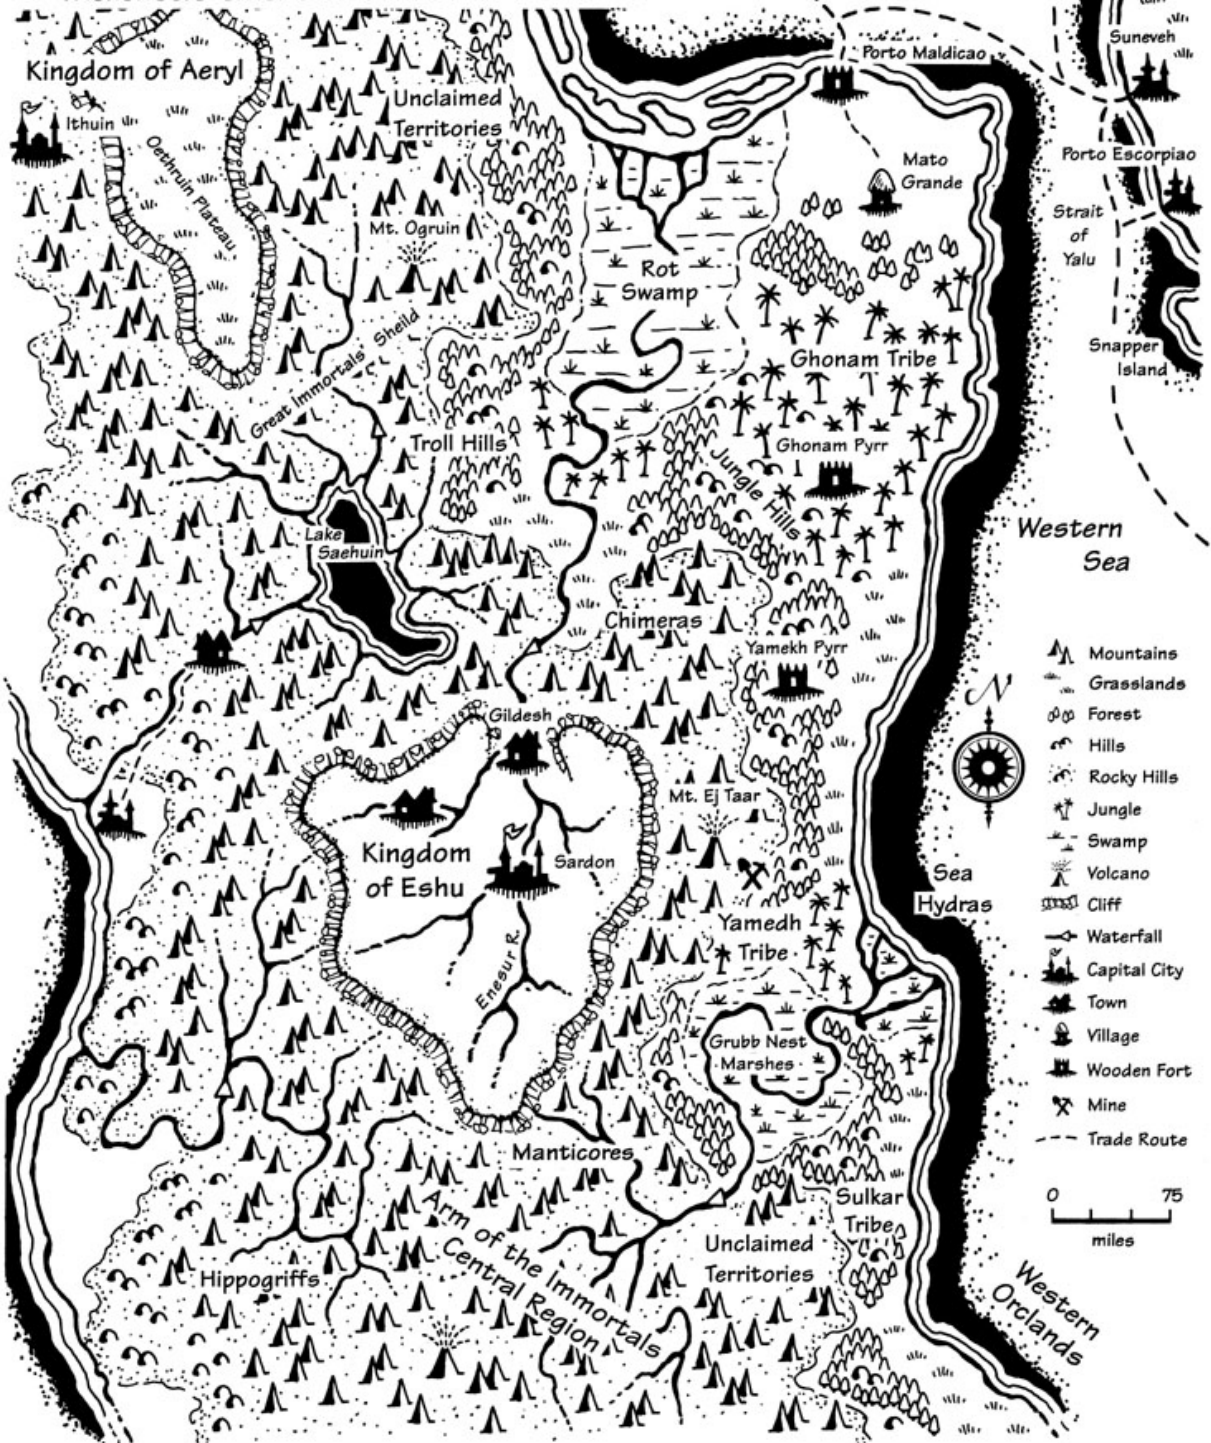 Kingdom of Aeryl
Ithuin
Oethruin Plateau
Unclaimed
Territories
Mt. Ogruin
Great Immortals' Sheild
Porto Maldicao
Suneveh
Mato
Grande
Porto Escorpiao
Strait
of
Yalu
Snapper
Island
Rot
Swamp
Ghonam Tribe
Troll Hills
Ghonam Pyrr
Jungle Hills
Lake
Saehuin
Western
Sea
Chimeras
Yamekh Pyrr
Gildesh
Mt. Ej Taar
Kingdom
of Eshu
Sardon
Enesur R.
Yamedh
Tribe
Sea
Hydras
Grubb Nest
Marshes
Manticores
Sulkar
Tribe
Unclaimed
Territories
Hippogriffs
Arm of the Immortals
Central Region
Western
Orclands
N
Mountains
Grasslands
Forest
Hills
Rocky Hills
Jungle
Swamp
Volcano
Cliff
Waterfall
Capital City
Town
Village
Wooden Fort
Mine
Trade Route
0 75
miles